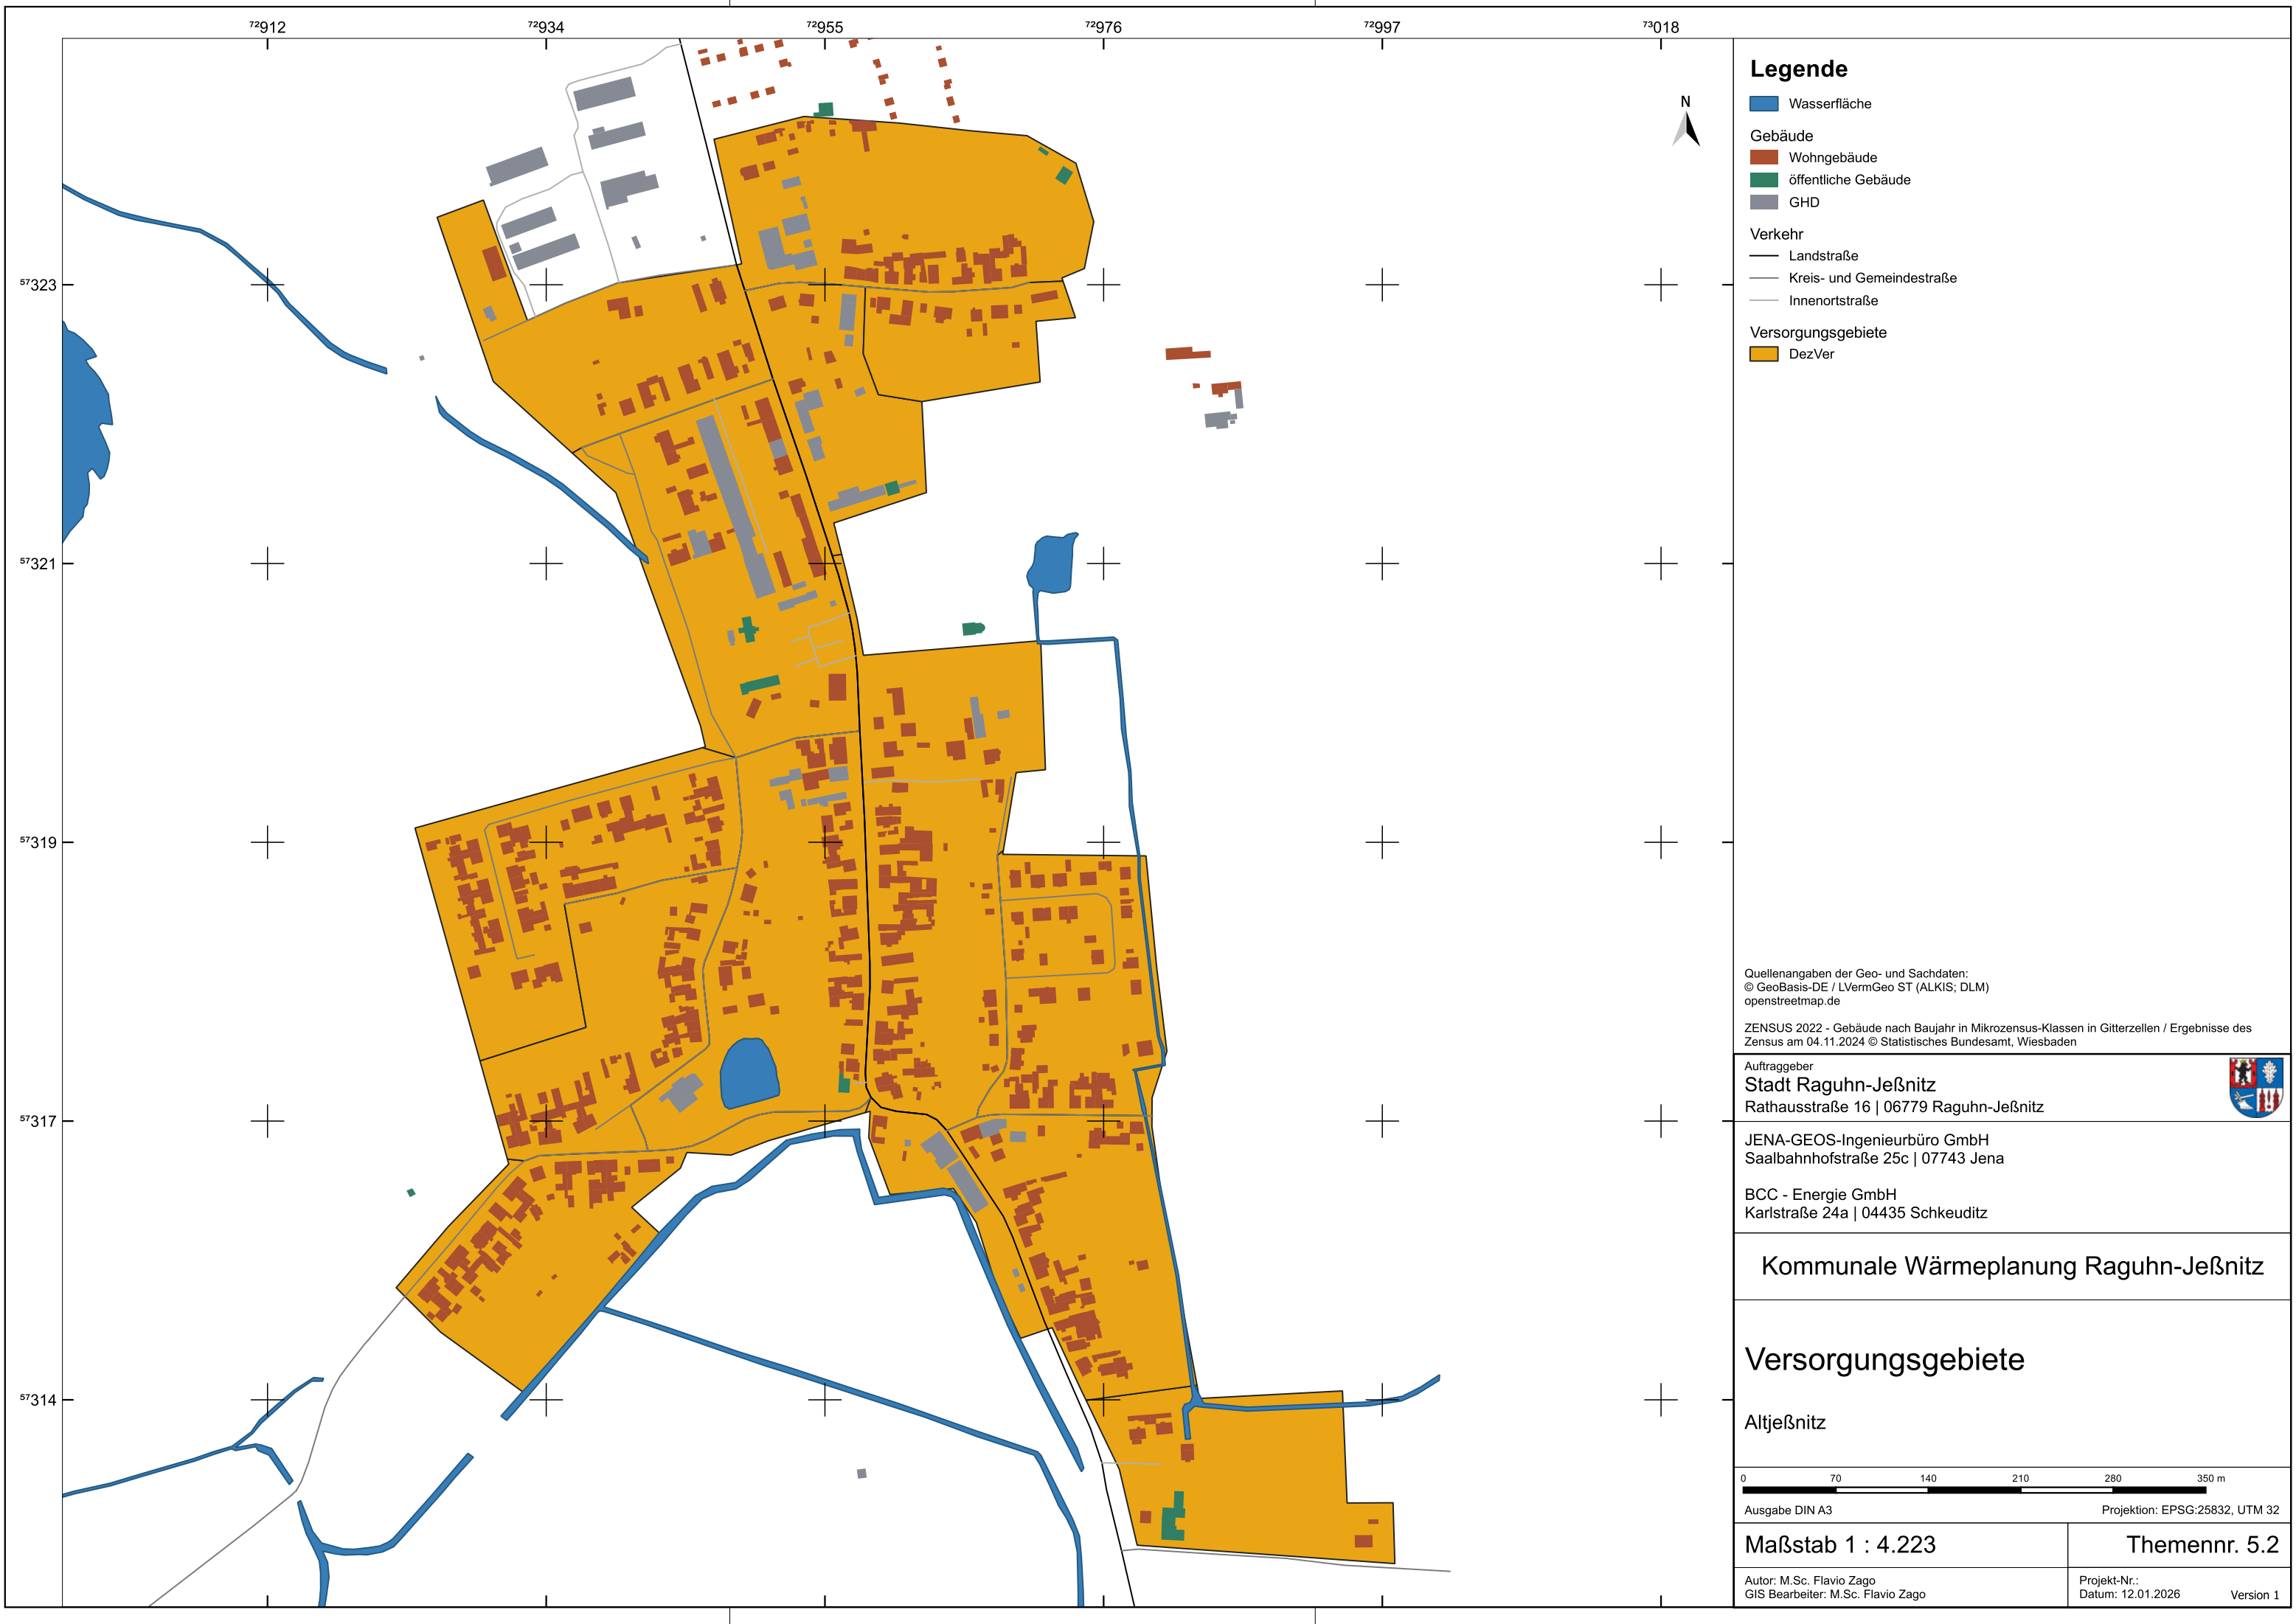 ⁷²912
⁷²934
⁷²955
⁷²976
⁷²997
⁷³018
⁵⁷323
⁵⁷321
⁵⁷319
⁵⁷317
⁵⁷314
N
Legende
Wasserfläche
Gebäude
Wohngebäude
öffentliche Gebäude
GHD
Verkehr
Landstraße
Kreis- und Gemeindestraße
Innenortstraße
Versorgungsgebiete
DezVer
Quellenangaben der Geo- und Sachdaten:
© GeoBasis-DE / LVermGeo ST (ALKIS; DLM)
openstreetmap.de
ZENSUS 2022 - Gebäude nach Baujahr in Mikrozensus-Klassen in Gitterzellen / Ergebnisse des
Zensus am 04.11.2024 © Statistisches Bundesamt, Wiesbaden
Auftraggeber
Stadt Raguhn-Jeßnitz
Rathausstraße 16 | 06779 Raguhn-Jeßnitz
JENA-GEOS-Ingenieurbüro GmbH
Saalbahnhofstraße 25c | 07743 Jena
BCC - Energie GmbH
Karlstraße 24a | 04435 Schkeuditz
Kommunale Wärmeplanung Raguhn-Jeßnitz
Versorgungsgebiete
Altjeßnitz
0 70 140 210 280 350 m
Ausgabe DIN A3 Projektion: EPSG:25832, UTM 32
Maßstab 1 : 4.223 Themennr. 5.2
Autor: M.Sc. Flavio Zago Projekt-Nr.:
GIS Bearbeiter: M.Sc. Flavio Zago Datum: 12.01.2026 Version 1